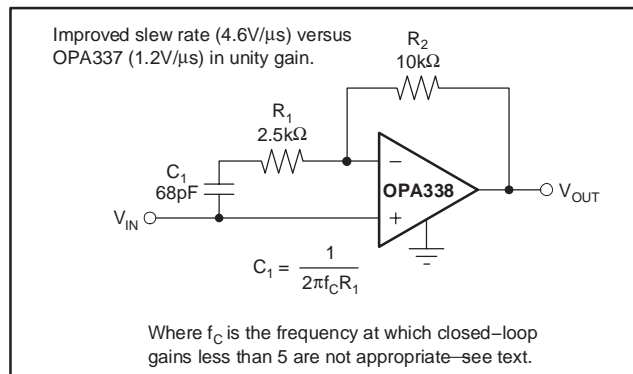 Improved slew rate (4.6V/μs) versus
OPA337 (1.2V/μs) in unity gain.
R2
10kΩ
R1
2.5kΩ
C1
68pF
−
OPA338
+
VIN
VOUT
C1 = 1
2πfCR1
Where fC is the frequency at which closed−loop
gains less than 5 are not appropriate—see text.